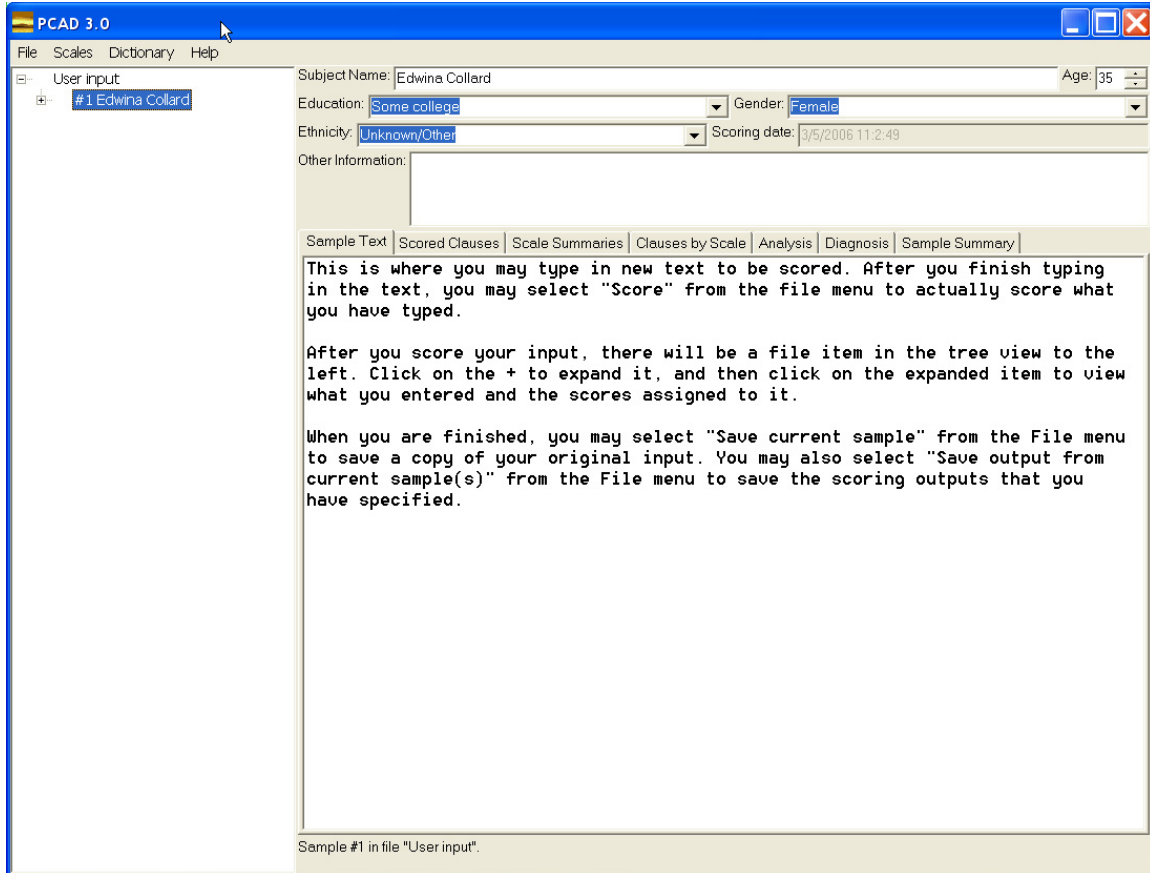 PCAD 3.0
File Scales Dictionary Help
User input
#1 Edwina Collard
Subject Name: Edwina Collard Age: 35
Education: Some college Gender: Female
Ethnicity: Unknown/Other Scoring date: 3/5/2006 11:2:49
Other Information:
Sample Text Scored Clauses Scale Summaries Clauses by Scale Analysis Diagnosis Sample Summary
This is where you may type in new text to be scored. After you finish typing
in the text, you may select "Score" from the file menu to actually score what
you have typed.
After you score your input, there will be a file item in the tree view to the
left. Click on the + to expand it, and then click on the expanded item to view
what you entered and the scores assigned to it.
When you are finished, you may select "Save current sample" from the File menu
to save a copy of your original input. You may also select "Save output from
current sample(s)" from the File menu to save the scoring outputs that you
have specified.
Sample #1 in file "User input".